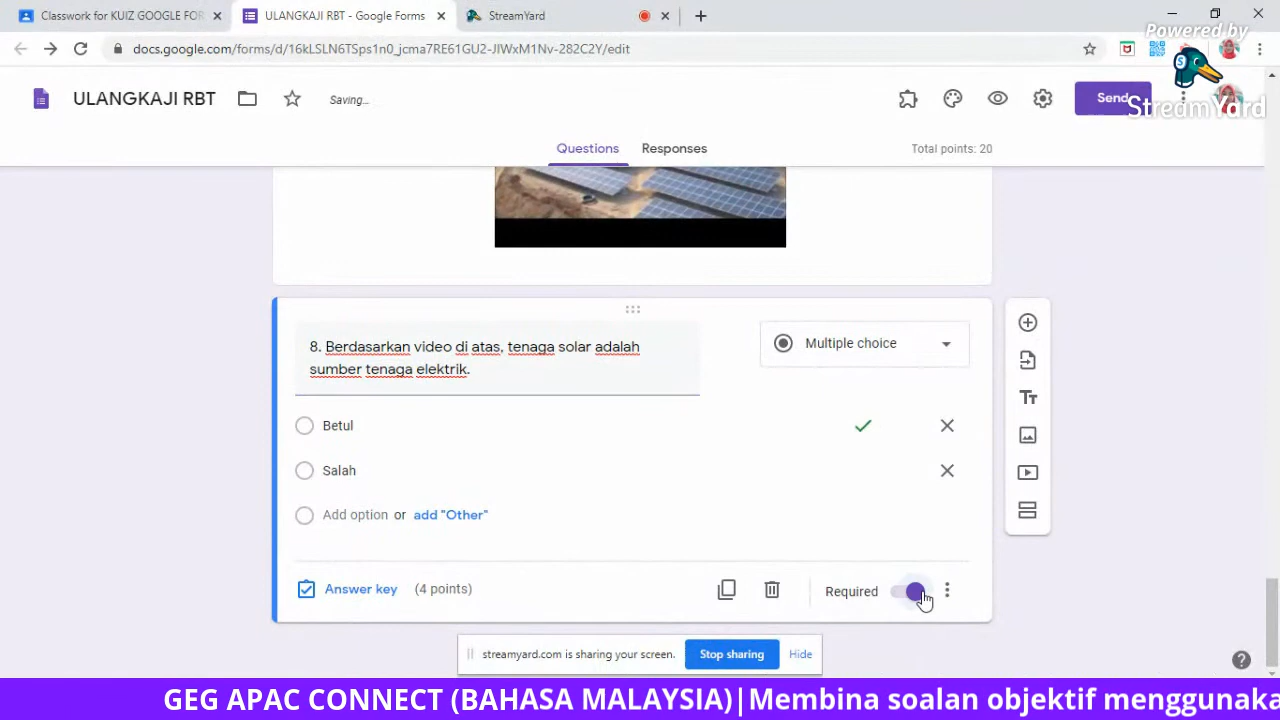 Classwork for KUIZ GOOGLE FOR
ULANGKAJI RBT - Google Forms
StreamYard
docs.google.com/forms/d/16kLSLN6TSps1n0_jcma7RE61GU2-JIWxM1Nv-282C2Y/edit
Powered by
StreamYard
ULANGKAJI RBT
Saving...
Send
Questions
Responses
Total points: 20
8. Berdasarkan video di atas, tenaga solar adalah
sumber tenaga elektrik.
Multiple choice
Betul
Salah
Add option or add "Other"
Answer key (4 points)
Required
streamyard.com is sharing your screen.
Stop sharing
Hide
GEG APAC CONNECT (BAHASA MALAYSIA)|Membina soalan objektif menggunaka